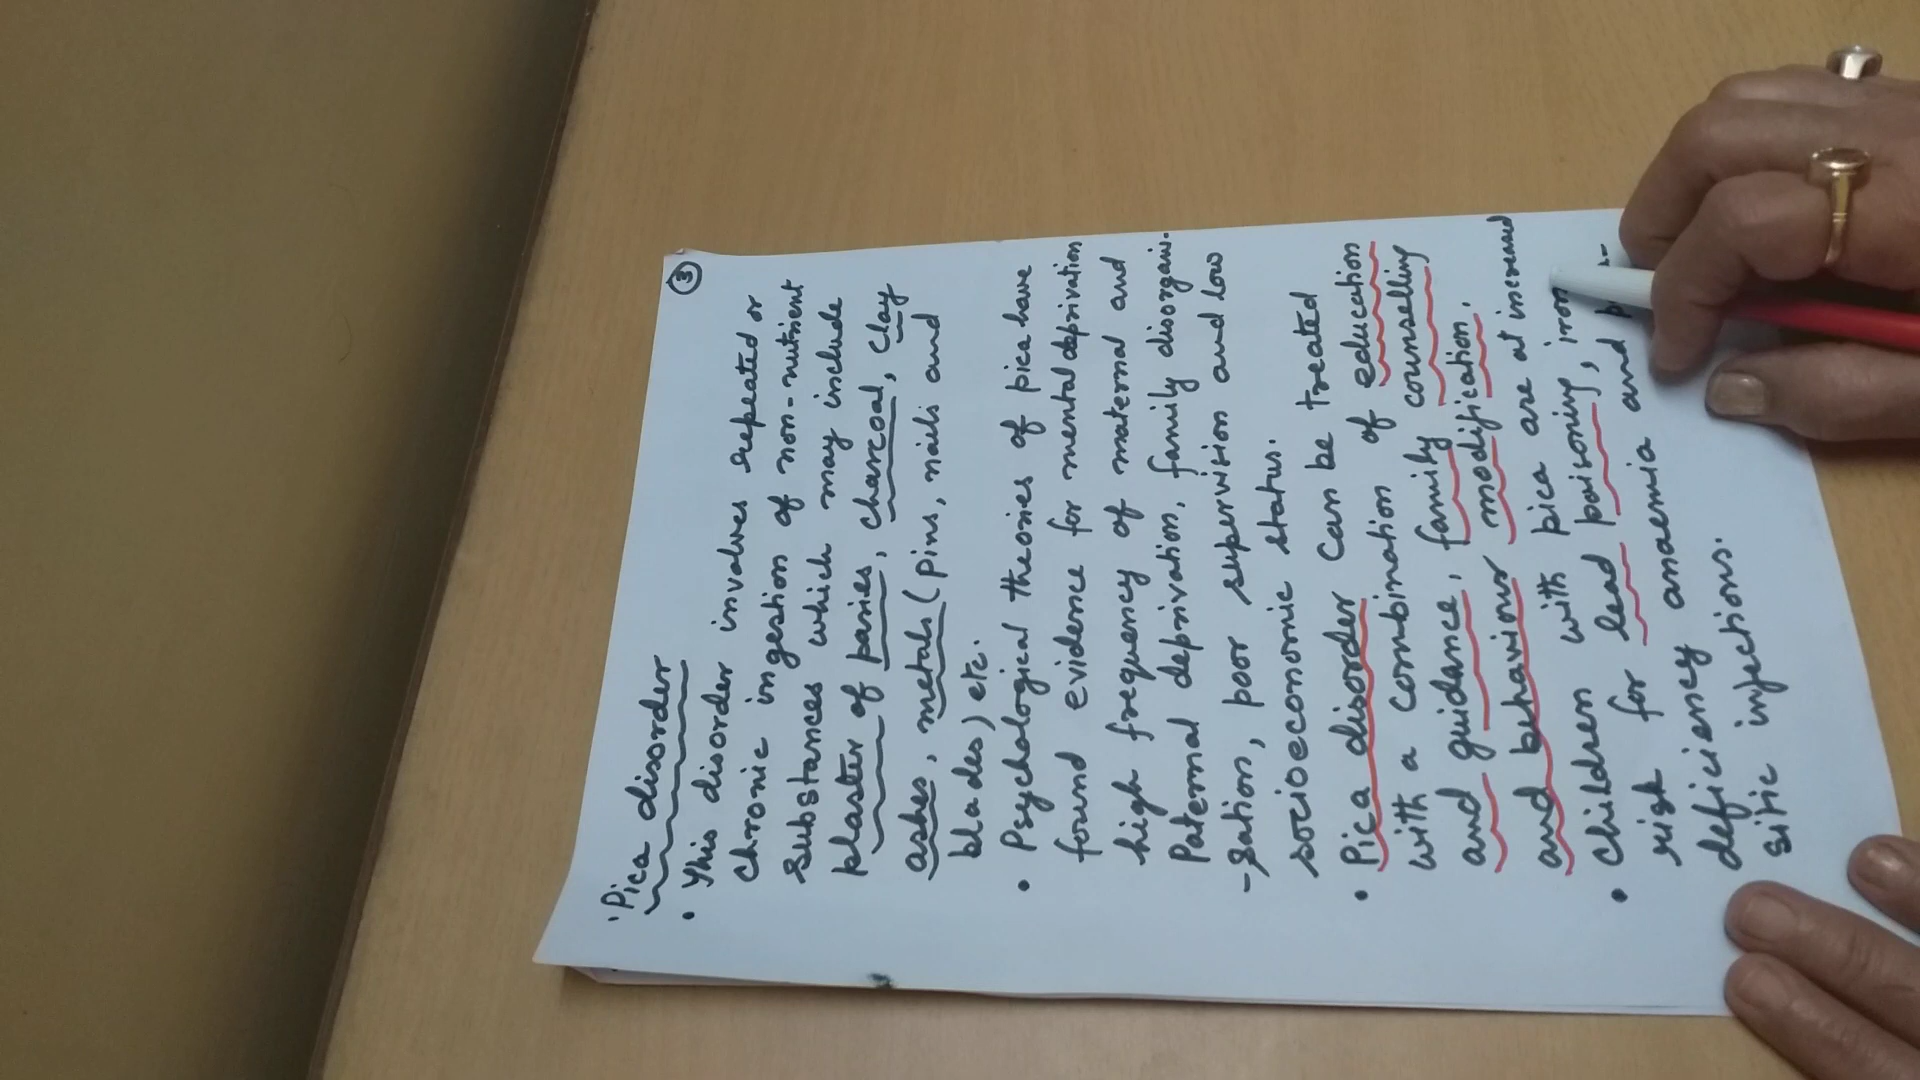 3
Pica disorder
• This disorder involves repeated or
chronic ingestion of non-nutrient
substances which may include
plaster of paries, charcoal, clay
ashes, metals (pins, nails and
blades) etc.
• Psychological theories of pica have
found evidence for mental deprivation
high frequency of maternal and
Paternal deprivation, family disorgani-
-sation, poor supervision and low
socioeconomic status.
• Pica disorder can be treated
with a combination of education
and guidance, family counselling
and behaviour modification.
• Children with pica are at increased
risk for lead poisoning, iron
deficiency anaemia and
sitic infections.